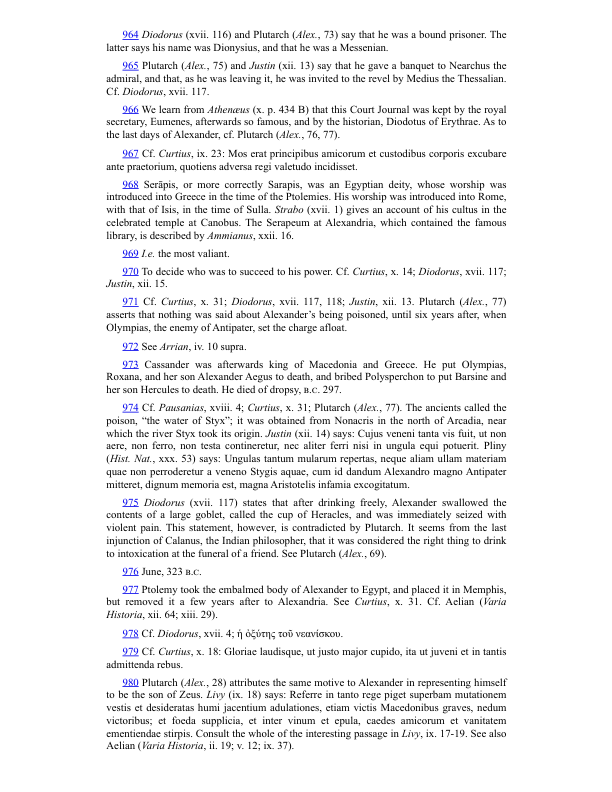 964 Diodorus (xvii. 116) and Plutarch (Alex., 73) say that he was a bound prisoner. The
latter says his name was Dionysius, and that he was a Messenian.
965 Plutarch (Alex., 75) and Justin (xii. 13) say that he gave a banquet to Nearchus the
admiral, and that, as he was leaving it, he was invited to the revel by Medius the Thessalian.
Cf. Diodorus, xvii. 117.
966 We learn from Athenæus (x. p. 434 B) that this Court Journal was kept by the royal
secretary, Eumenes, afterwards so famous, and by the historian, Diodotus of Erythrae. As to
the last days of Alexander, cf. Plutarch (Alex., 76, 77).
967 Cf. Curtius, ix. 23: Mos erat principibus amicorum et custodibus corporis excubare
ante praetorium, quotiens adversa regi valetudo incidisset.
968 Serāpis, or more correctly Sarapis, was an Egyptian deity, whose worship was
introduced into Greece in the time of the Ptolemies. His worship was introduced into Rome,
with that of Isis, in the time of Sulla. Strabo (xvii. 1) gives an account of his cultus in the
celebrated temple at Canobus. The Serapeum at Alexandria, which contained the famous
library, is described by Ammianus, xxii. 16.
969 I.e. the most valiant.
970 To decide who was to succeed to his power. Cf. Curtius, x. 14; Diodorus, xvii. 117;
Justin, xii. 15.
971 Cf. Curtius, x. 31; Diodorus, xvii. 117, 118; Justin, xii. 13. Plutarch (Alex., 77)
asserts that nothing was said about Alexander’s being poisoned, until six years after, when
Olympias, the enemy of Antipater, set the charge afloat.
972 See Arrian, iv. 10 supra.
973 Cassander was afterwards king of Macedonia and Greece. He put Olympias,
Roxana, and her son Alexander Aegus to death, and bribed Polysperchon to put Barsine and
her son Hercules to death. He died of dropsy, B.C. 297.
974 Cf. Pausanias, xviii. 4; Curtius, x. 31; Plutarch (Alex., 77). The ancients called the
poison, “the water of Styx”; it was obtained from Nonacris in the north of Arcadia, near
which the river Styx took its origin. Justin (xii. 14) says: Cujus veneni tanta vis fuit, ut non
aere, non ferro, non testa contineretur, nec aliter ferri nisi in ungula equi potuerit. Pliny
(Hist. Nat., xxx. 53) says: Ungulas tantum mularum repertas, neque aliam ullam materiam
quae non perroderetur a veneno Stygis aquae, cum id dandum Alexandro magno Antipater
mitteret, dignum memoria est, magna Aristotelis infamia excogitatum.
975 Diodorus (xvii. 117) states that after drinking freely, Alexander swallowed the
contents of a large goblet, called the cup of Heracles, and was immediately seized with
violent pain. This statement, however, is contradicted by Plutarch. It seems from the last
injunction of Calanus, the Indian philosopher, that it was considered the right thing to drink
to intoxication at the funeral of a friend. See Plutarch (Alex., 69).
976 June, 323 B.C.
977 Ptolemy took the embalmed body of Alexander to Egypt, and placed it in Memphis,
but removed it a few years after to Alexandria. See Curtius, x. 31. Cf. Aelian (Varia
Historia, xii. 64; xiii. 29).
978 Cf. Diodorus, xvii. 4; ἡ ὀξύτης τοῦ νεανίσκου.
979 Cf. Curtius, x. 18: Gloriae laudisque, ut justo major cupido, ita ut juveni et in tantis
admittenda rebus.
980 Plutarch (Alex., 28) attributes the same motive to Alexander in representing himself
to be the son of Zeus. Livy (ix. 18) says: Referre in tanto rege piget superbam mutationem
vestis et desideratas humi jacentium adulationes, etiam victis Macedonibus graves, nedum
victoribus; et foeda supplicia, et inter vinum et epula, caedes amicorum et vanitatem
ementiendae stirpis. Consult the whole of the interesting passage in Livy, ix. 17-19. See also
Aelian (Varia Historia, ii. 19; v. 12; ix. 37).